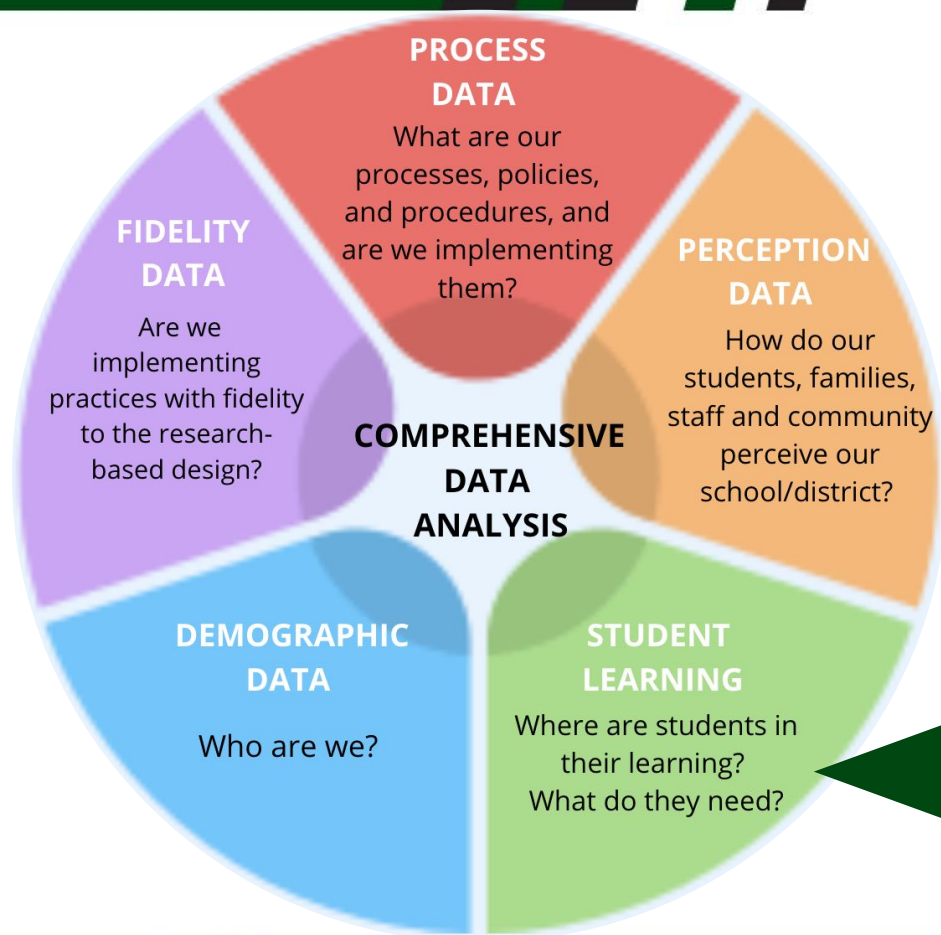 PROCESS
DATA
What are our
processes, policies,
and procedures, and
are we implementing
them?
FIDELITY
DATA
Are we
implementing
practices with fidelity
to the research-
based design?
PERCEPTION
DATA
How do our
students, families,
staff and community
perceive our
school/district?
COMPREHENSIVE
DATA
ANALYSIS
DEMOGRAPHIC
DATA
Who are we?
STUDENT
LEARNING
Where are students in
their learning?
What do they need?